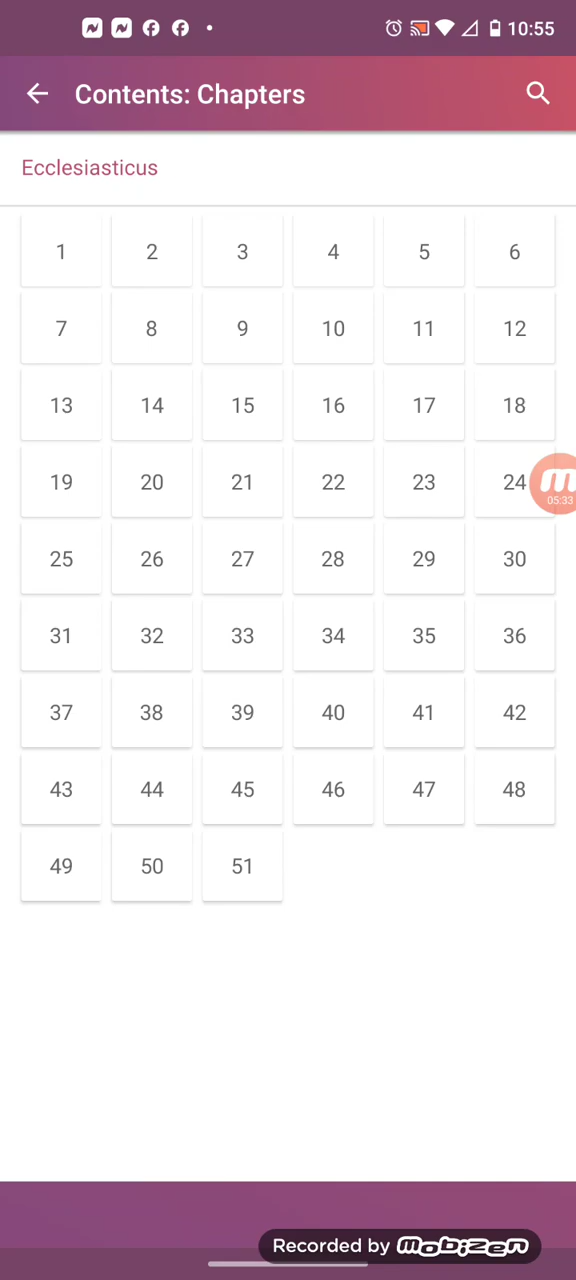 10:55
Contents: Chapters
Ecclesiasticus
1 2 3 4 5 6
7 8 9 10 11 12
13 14 15 16 17 18
19 20 21 22 23 24
05:33
25 26 27 28 29 30
31 32 33 34 35 36
37 38 39 40 41 42
43 44 45 46 47 48
49 50 51
Recorded by mobizen